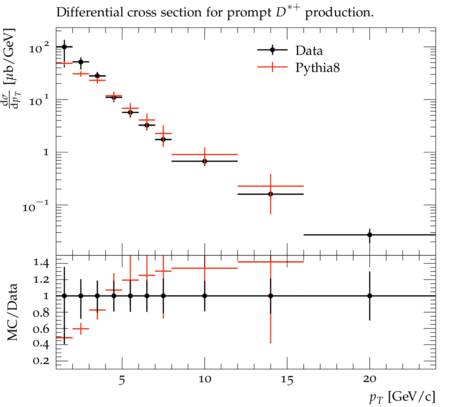 Differential cross section for prompt D*+ production.
dσ/dpT [μb/GeV]
10²
10¹
1
10⁻¹
Data
Pythia8
MC/Data
1.4
1.2
1
0.8
0.6
0.4
0.2
5
10
15
20
pT [GeV/c]